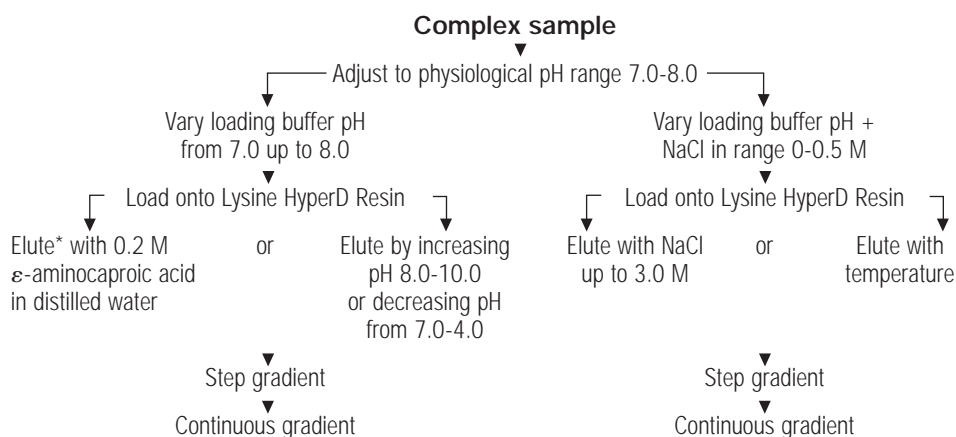 Complex sample
Adjust to physiological pH range 7.0-8.0
Vary loading buffer pH
from 7.0 up to 8.0
Vary loading buffer pH +
NaCl in range 0-0.5 M
Load onto Lysine HyperD Resin
Load onto Lysine HyperD Resin
Elute* with 0.2 M
ε-aminocaproic acid
in distilled water
or
Elute by increasing
pH 8.0-10.0
or decreasing pH
from 7.0-4.0
Elute with NaCl
up to 3.0 M
or
Elute with
temperature
Step gradient
Continuous gradient
Step gradient
Continuous gradient